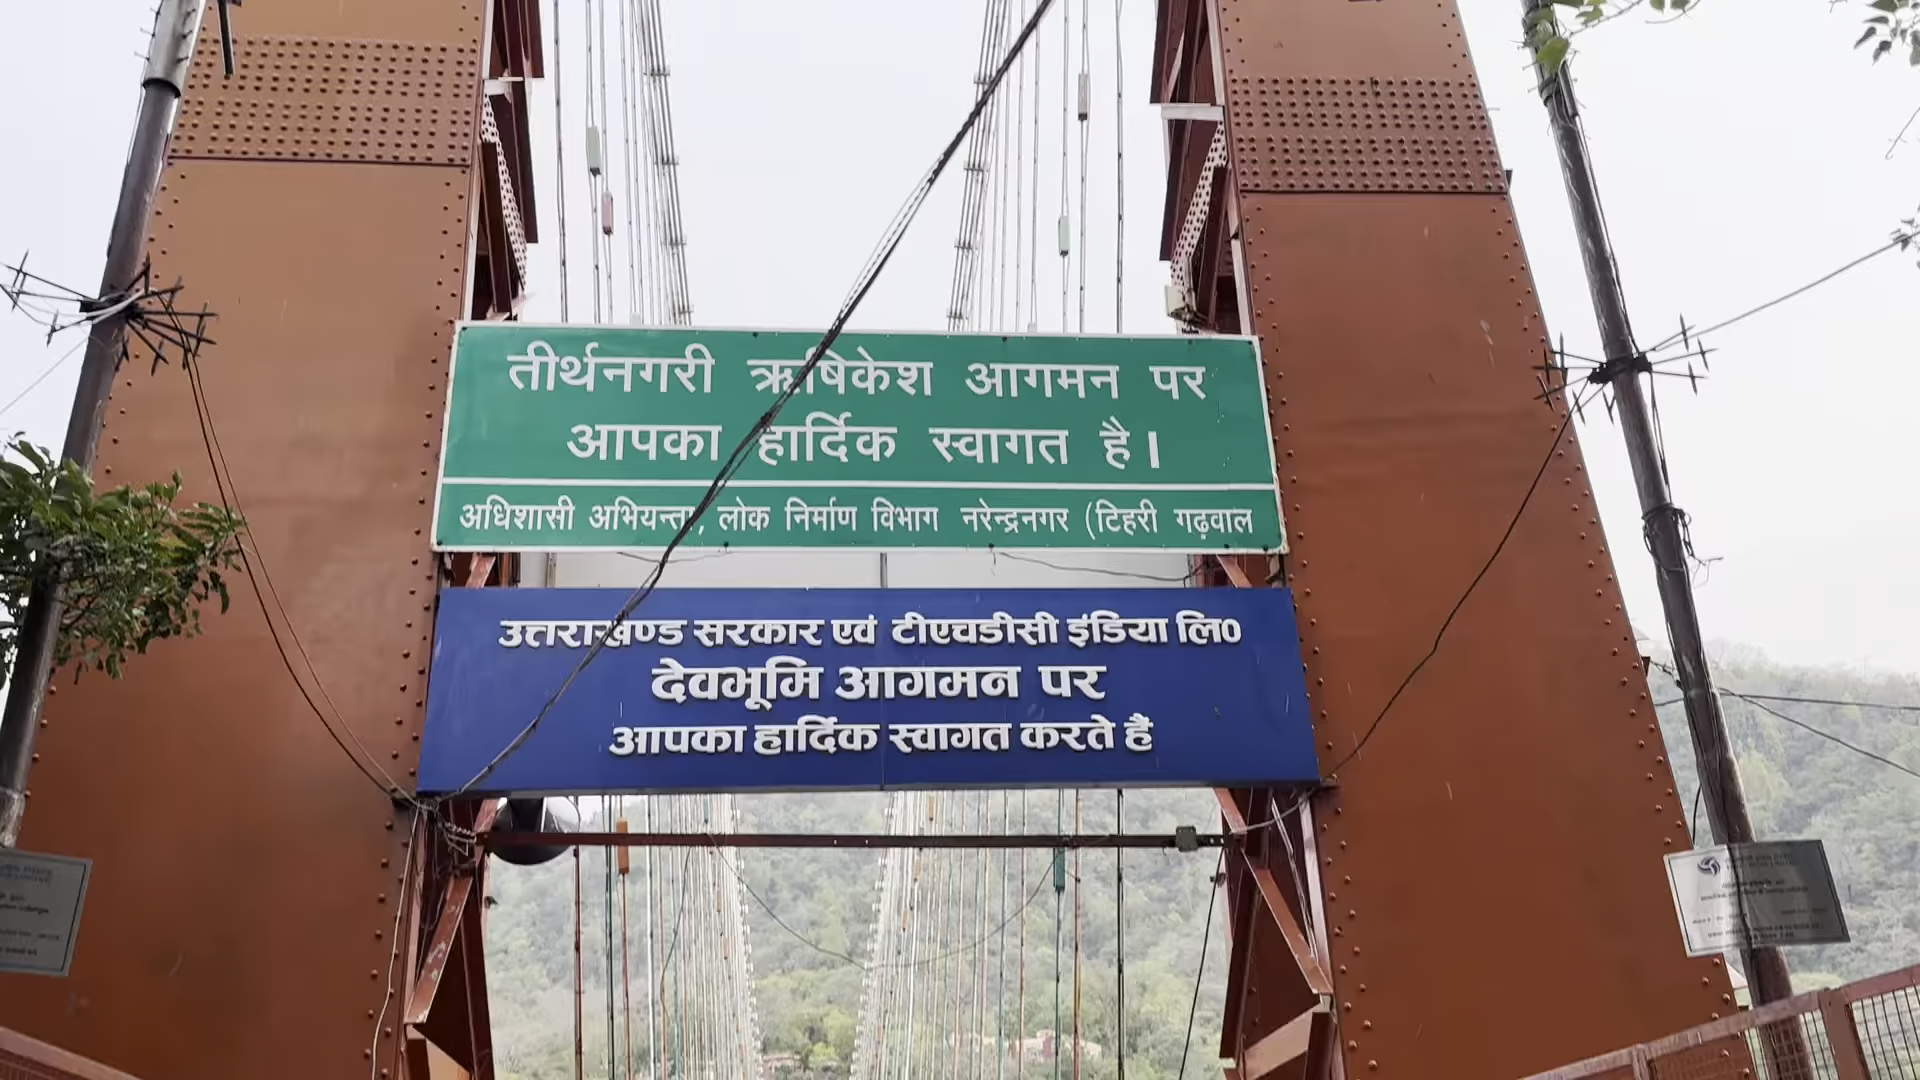 तीर्थनगरी ऋषिकेश आगमन पर
आपका हार्दिक स्वागत है।
अधिशासी अभियन्ता, लोक निर्माण विभाग नरेन्द्रनगर (टिहरी गढ़वाल
उत्तराखण्ड सरकार एवं टीएचडीसी इंडिया लि०
देवभूमि आगमन पर
आपका हार्दिक स्वागत करते हैं